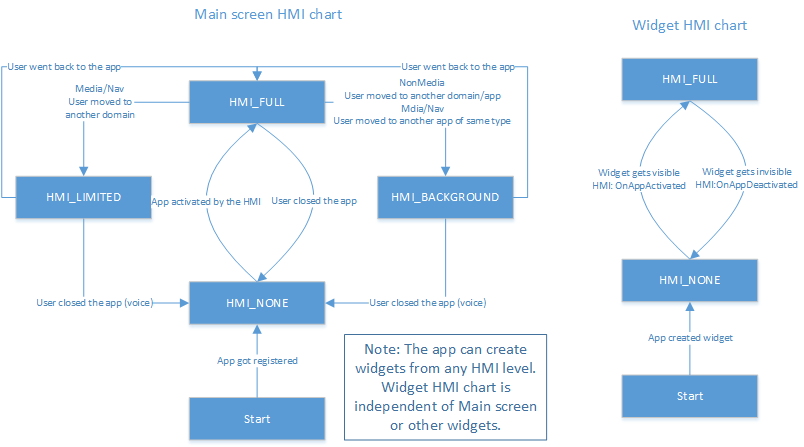 Main screen HMI chart
Widget HMI chart
User went back to the app
User went back to the app
HMI_FULL
Media/Nav
User moved to
another domain
NonMedia
User moved to another domain/app
Mdia/Nav
User moved to another app of same type
HMI_LIMITED
App activated by the HMI
User closed the app
HMI_BACKGROUND
User closed the app (voice)
HMI_NONE
User closed the app (voice)
App got registered
Start
Note: The app can create
widgets from any HMI level.
Widget HMI chart is
independent of Main screen
or other widgets.
HMI_FULL
Widget gets visible
HMI: OnAppActivated
Widget gets invisible
HMI:OnAppDeactivated
HMI_NONE
App created widget
Start